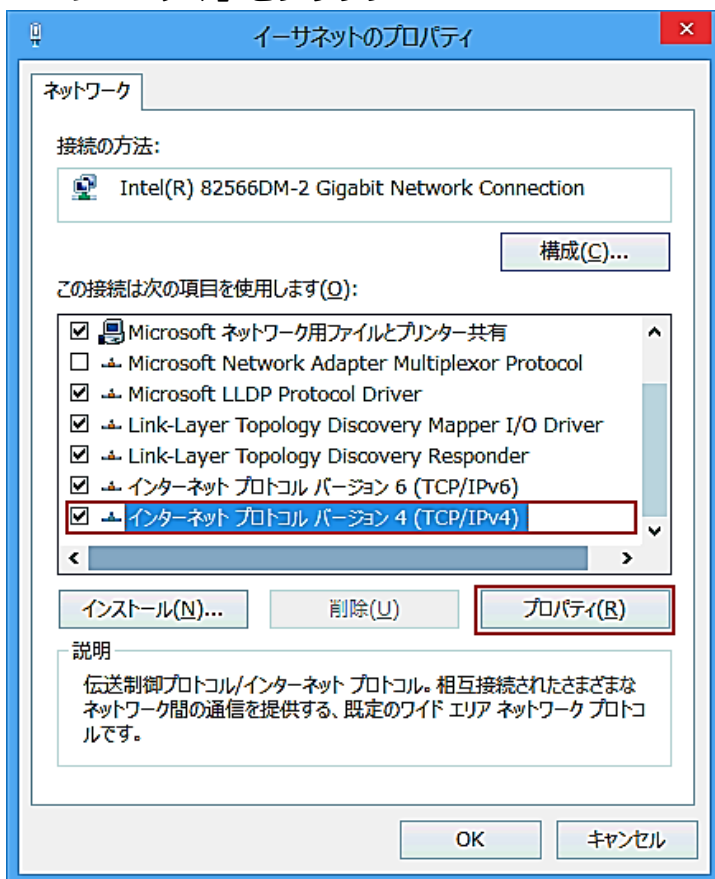 イーサネットのプロパティ
ネットワーク
接続の方法:
Intel(R) 82566DM-2 Gigabit Network Connection
構成(C)...
この接続は次の項目を使用します(O):
Microsoft ネットワーク用ファイルとプリンター共有
Microsoft Network Adapter Multiplexor Protocol
Microsoft LLDP Protocol Driver
Link-Layer Topology Discovery Mapper I/O Driver
Link-Layer Topology Discovery Responder
インターネット プロトコル バージョン 6 (TCP/IPv6)
インターネット プロトコル バージョン 4 (TCP/IPv4)
インストール(N)...
削除(U)
プロパティ(R)
説明
伝送制御プロトコル/インターネット プロトコル。相互接続されたさまざまな
ネットワーク間の通信を提供する、既定のワイド エリア ネットワーク プロトコ
ルです。
OK
キャンセル